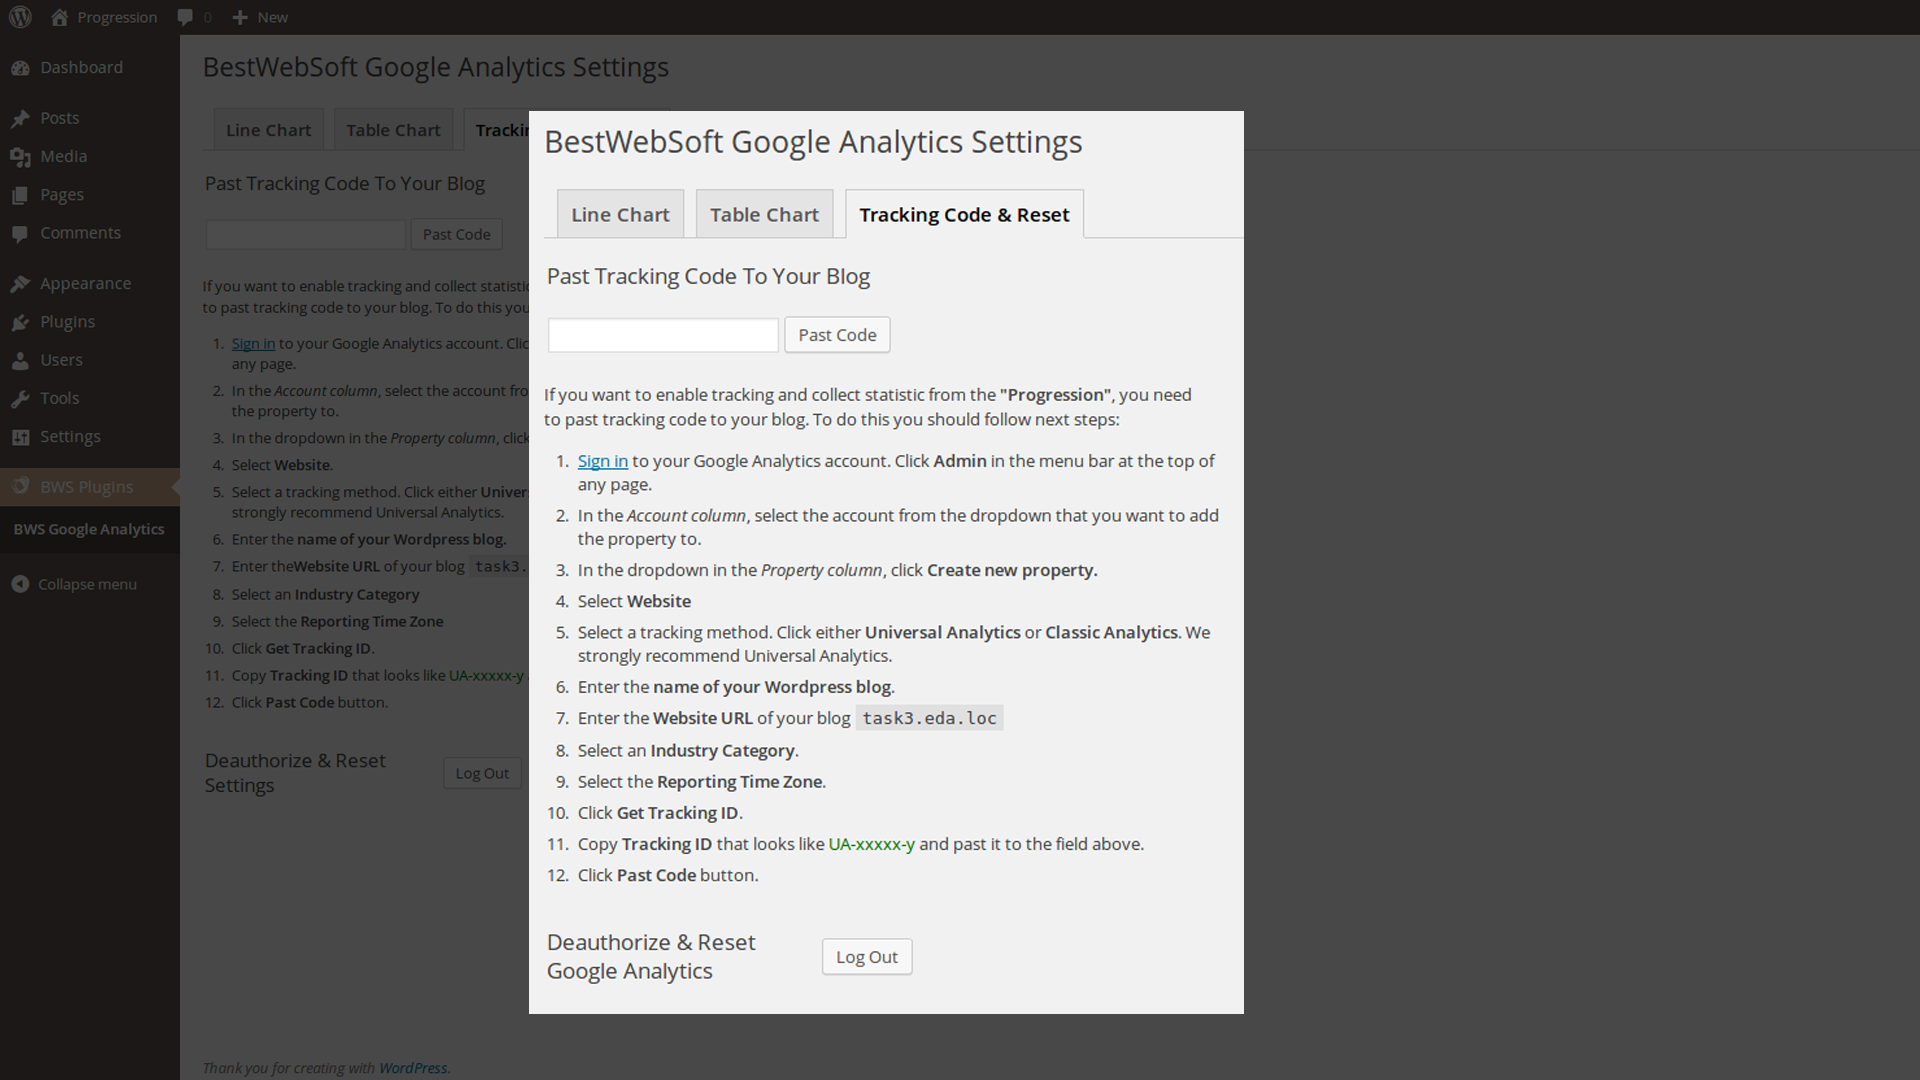 Progression
0
New
Dashboard
Posts
Media
Pages
Comments
Appearance
Plugins
Users
Tools
Settings
BWS Plugins
BWS Google Analytics
Collapse menu
BestWebSoft Google Analytics Settings
Line Chart
Table Chart
Past Tracking Code To Your Blog
Past Code
If you want to enable tracking and collect
to past tracking code to your blog. To do this you
1. Sign in to your Google Analytics account.
any page.
2. In the Account column, select the account
the property to.
3. In the dropdown in the Property column, click
4. Select Website.
5. Select a tracking method. Click either
strongly recommend Universal Analytics.
6. Enter the name of your Wordpress blog.
7. Enter theWebsite URL of your blog task3.
8. Select an Industry Category
9. Select the Reporting Time Zone
10. Click Get Tracking ID.
11. Copy Tracking ID that looks like UA-xxxxx-y
12. Click Past Code button.
Deauthorize & Reset
Settings
Log Out
Thank you for creating with WordPress.
BestWebSoft Google Analytics Settings
Line Chart
Table Chart
Tracking Code & Reset
Past Tracking Code To Your Blog
Past Code
If you want to enable tracking and collect statistic from the "Progression", you need
to past tracking code to your blog. To do this you should follow next steps:
1. Sign in to your Google Analytics account. Click Admin in the menu bar at the top of
any page.
2. In the Account column, select the account from the dropdown that you want to add
the property to.
3. In the dropdown in the Property column, click Create new property.
4. Select Website
5. Select a tracking method. Click either Universal Analytics or Classic Analytics. We
strongly recommend Universal Analytics.
6. Enter the name of your Wordpress blog.
7. Enter the Website URL of your blog task3.eda.loc
8. Select an Industry Category.
9. Select the Reporting Time Zone.
10. Click Get Tracking ID.
11. Copy Tracking ID that looks like UA-xxxxx-y and past it to the field above.
12. Click Past Code button.
Deauthorize & Reset
Google Analytics
Log Out